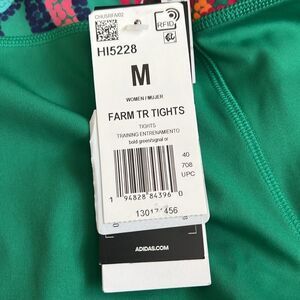 RFID
HI5228
M
WOMEN / MUJER
FARM TR TIGHTS
TIGHTS
TRAINING ENTRENAMIENTO
bold green/signal or
40
708
UPC
1 94828 84396 0
ADIDAS.COM